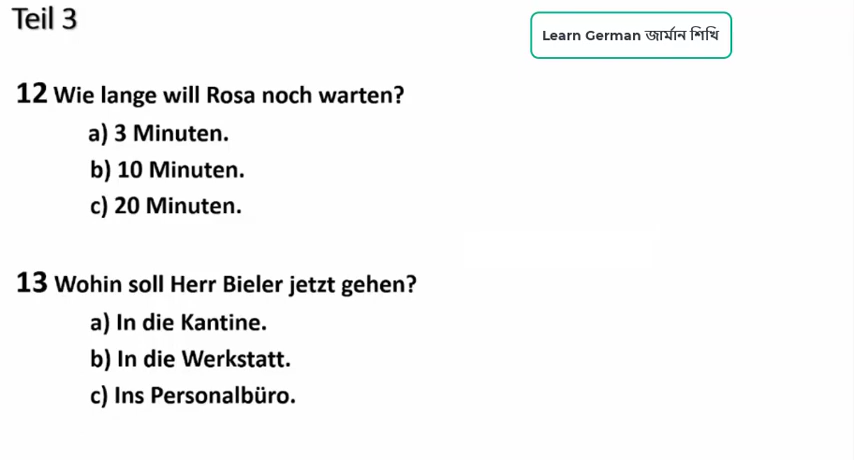 Teil 3
Learn German জার্মান শিখি
12 Wie lange will Rosa noch warten?
a) 3 Minuten.
b) 10 Minuten.
c) 20 Minuten.
13 Wohin soll Herr Bieler jetzt gehen?
a) In die Kantine.
b) In die Werkstatt.
c) Ins Personalbüro.